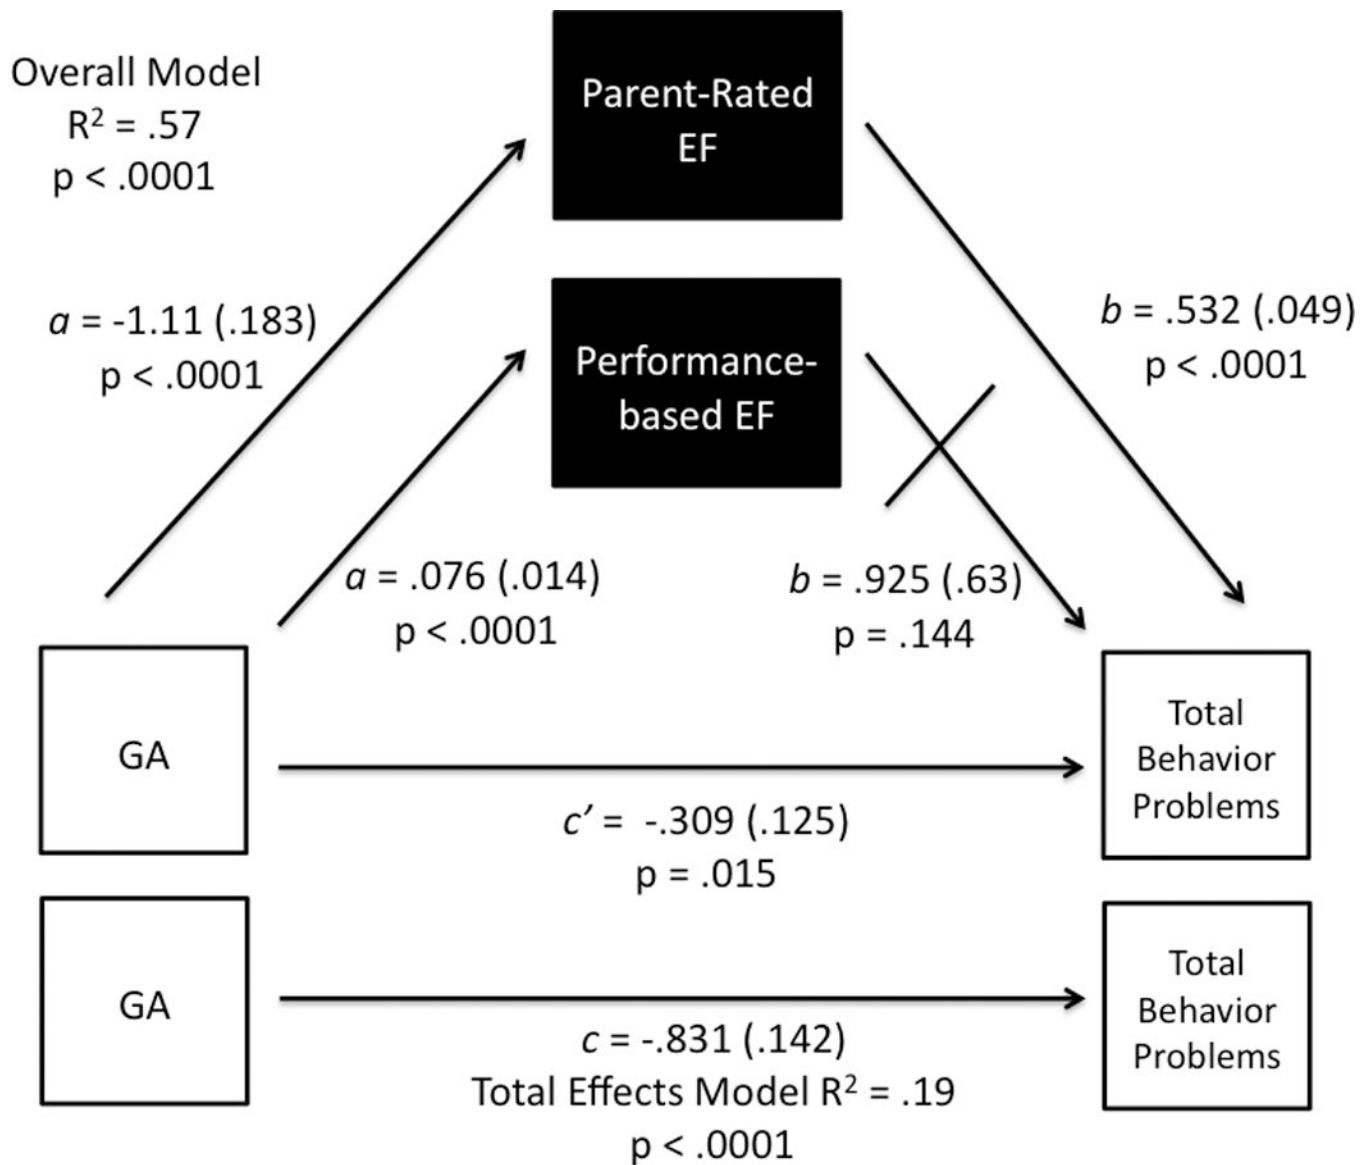 Overall Model
R² = .57
p < .0001
Parent-Rated
EF
a = -1.11 (.183)
p < .0001
b = .532 (.049)
p < .0001
Performance-
based EF
a = .076 (.014)
p < .0001
b = .925 (.63)
p = .144
GA
Total
Behavior
Problems
c’ = -.309 (.125)
p = .015
GA
Total
Behavior
Problems
c = -.831 (.142)
Total Effects Model R² = .19
p < .0001